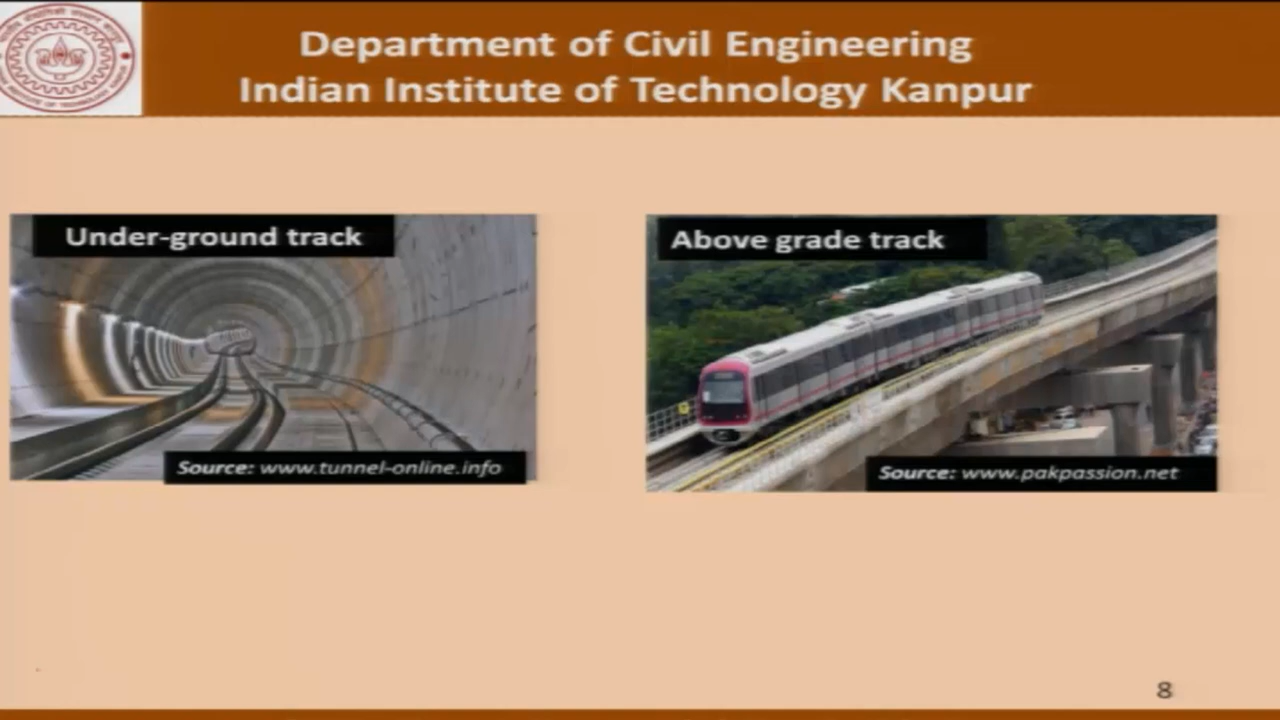 Department of Civil Engineering
Indian Institute of Technology Kanpur
Under-ground track
Above grade track
Source: www.tunnel-online.info
Source: www.pakpassion.net
8